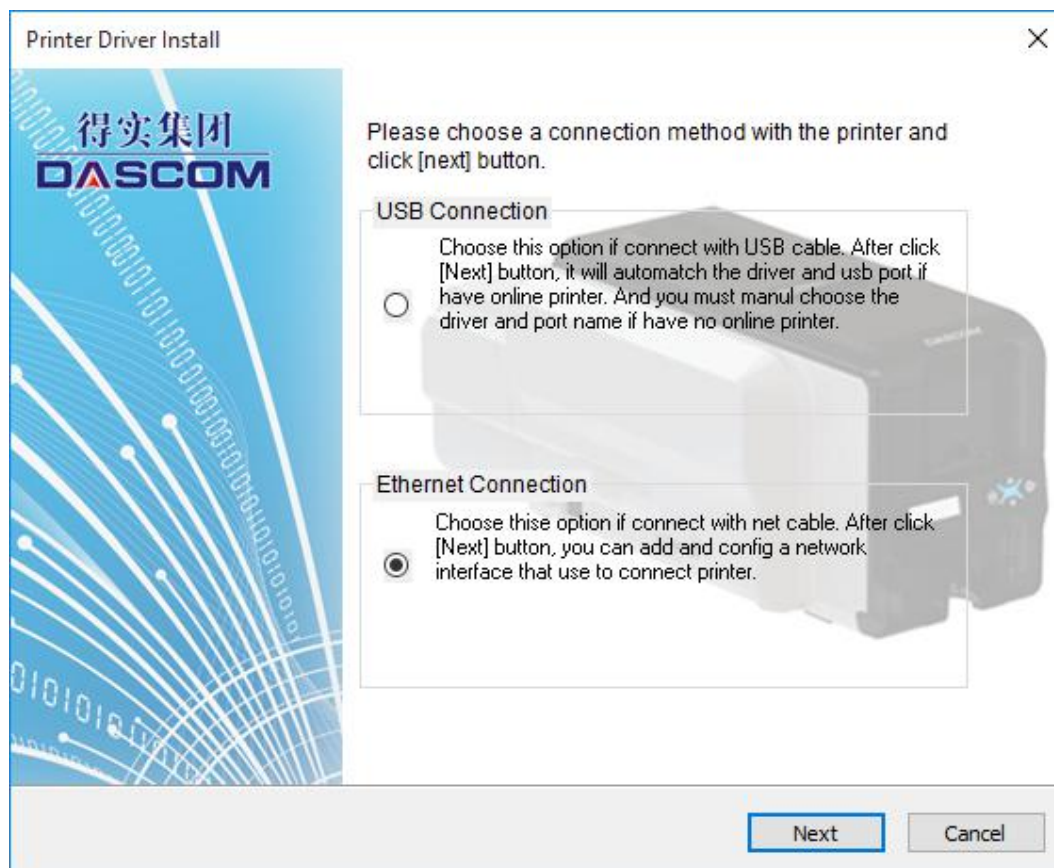 Printer Driver Install
得实集团
DASCOM
Please choose a connection method with the printer and
click [next] button.
USB Connection
Choose this option if connect with USB cable. After click
[Next] button, it will automatch the driver and usb port if
have online printer. And you must manul choose the
driver and port name if have no online printer.
DASCOM
Ethernet Connection
Choose thise option if connect with net cable. After click
[Next] button, you can add and config a network
interface that use to connect printer.
Next
Cancel